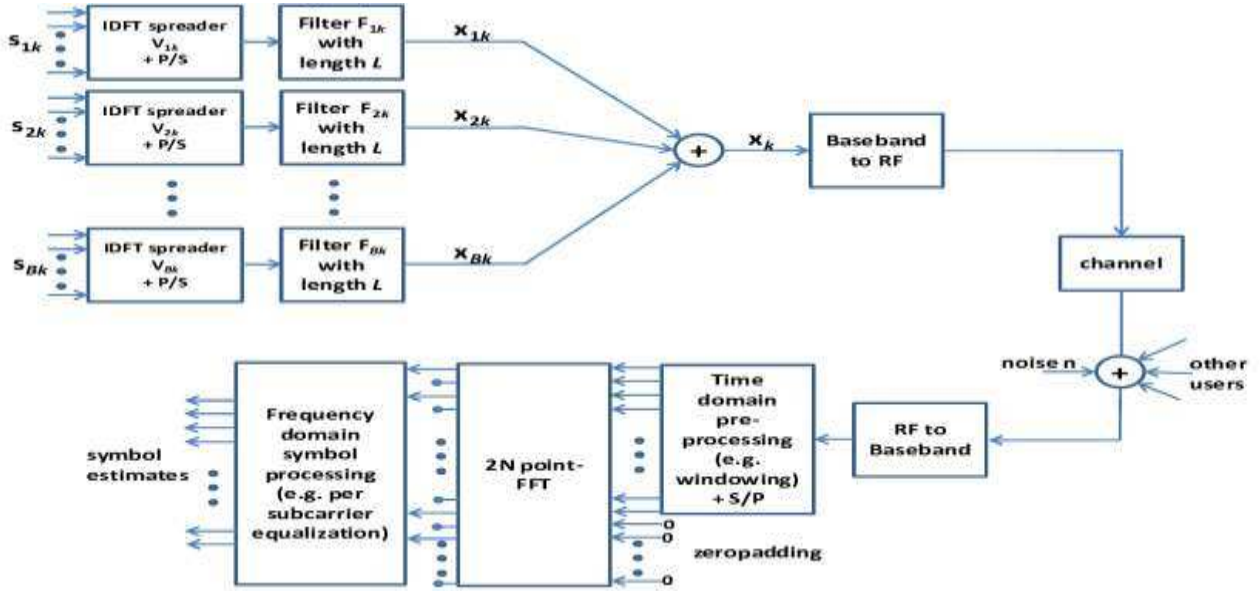 s1k
IDFT spreader
V1k
+ P/S
Filter F1k
with
length L
x1k
s2k
IDFT spreader
V2k
+ P/S
Filter F2k
with
length L
x2k
sBk
IDFT spreader
VBk
+ P/S
Filter FBk
with
length L
xBk
+
xk
Baseband
to RF
channel
noise n
+
other
users
RF to
Baseband
Time
domain
pre-
processing
(e.g.
windowing)
+ S/P
0
0
0
zeropadding
2N point-
FFT
Frequency
domain
symbol
processing
(e.g. per
subcarrier
equalization)
symbol
estimates